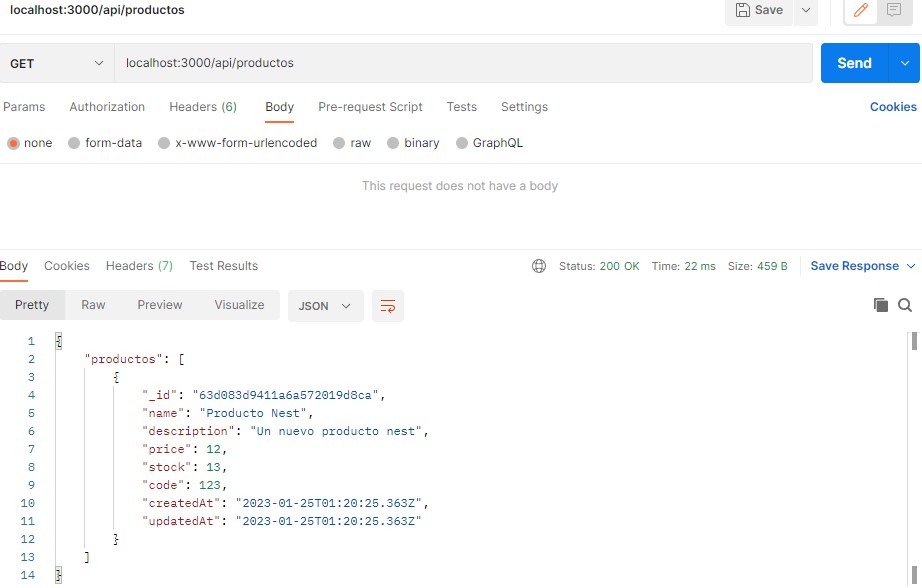 localhost:3000/api/productos
Save
GET localhost:3000/api/productos Send
Params Authorization Headers (6) Body Pre-request Script Tests Settings Cookies
none form-data x-www-form-urlencoded raw binary GraphQL
This request does not have a body
Body Cookies Headers (7) Test Results Status: 200 OK Time: 22 ms Size: 459 B Save Response
Pretty Raw Preview Visualize JSON
1 {
2 "productos": [
3 {
4 "_id": "63d083d9411a6a572019d8ca",
5 "name": "Producto Nest",
6 "description": "Un nuevo producto nest",
7 "price": 12,
8 "stock": 13,
9 "code": 123,
10 "createdAt": "2023-01-25T01:20:25.363Z",
11 "updatedAt": "2023-01-25T01:20:25.363Z"
12 }
13 ]
14 }